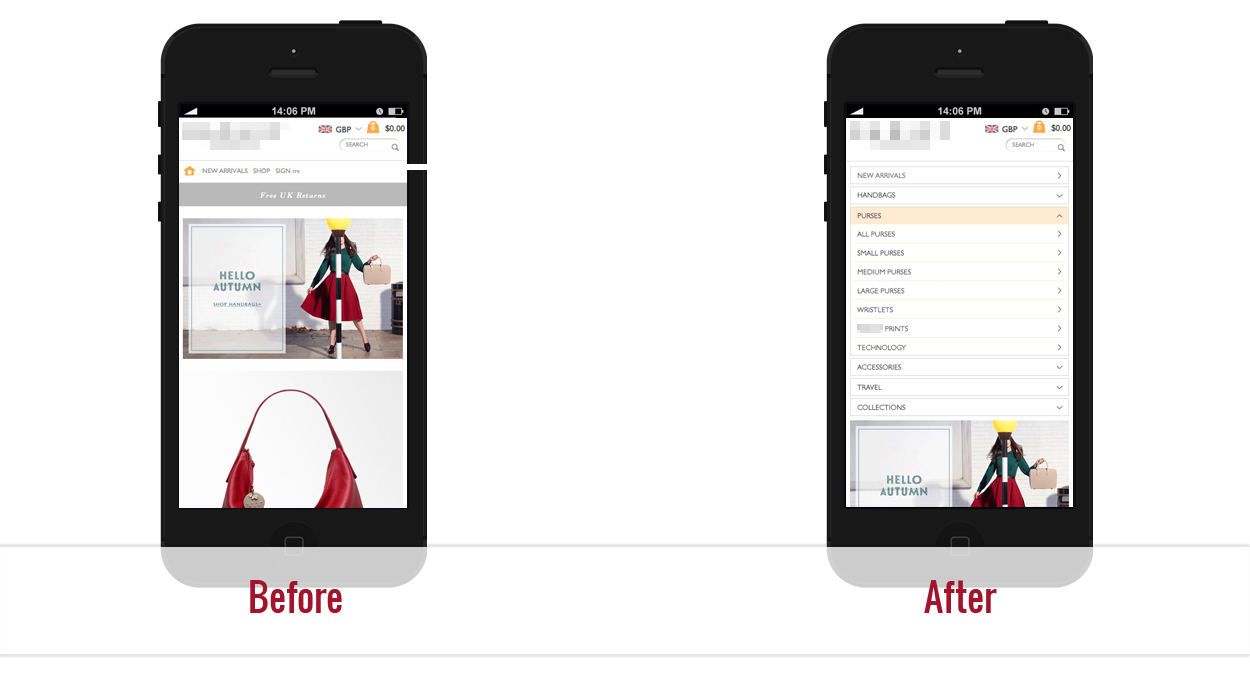 14:06 PM
GBP 0 $0.00
SEARCH
NEW ARRIVALS SHOP SIGN
Free UK Returns
HELLO
AUTUMN
SHOP HANDBAGS
Before
14:06 PM
GBP 0 $0.00
SEARCH
NEW ARRIVALS
HANDBAGS
PURSES
ALL PURSES
SMALL PURSES
MEDIUM PURSES
LARGE PURSES
WRISTLETS
PRINTS
TECHNOLOGY
ACCESSORIES
TRAVEL
COLLECTIONS
HELLO
AUTUMN
After